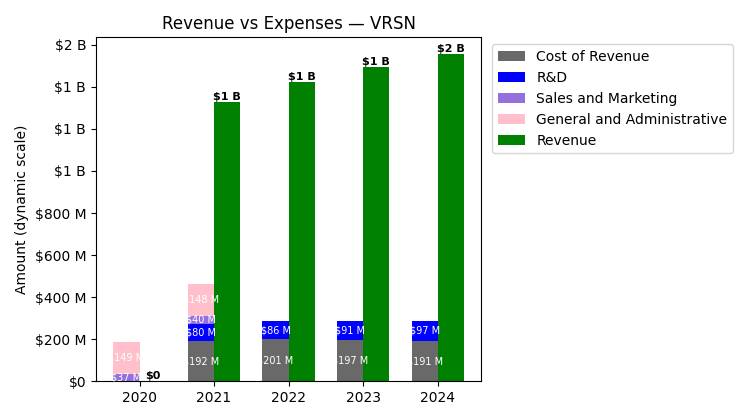 Revenue vs Expenses — VRSN
Amount (dynamic scale)
$2 B
$1 B
$1 B
$1 B
$800 M
$600 M
$400 M
$200 M
$0
$37 M
149 M
$0
192 M
$80 M
$40 M
148 M
$1 B
201 M
$86 M
$1 B
197 M
$91 M
$1 B
191 M
$97 M
$2 B
2020
2021
2022
2023
2024
Cost of Revenue
R&D
Sales and Marketing
General and Administrative
Revenue